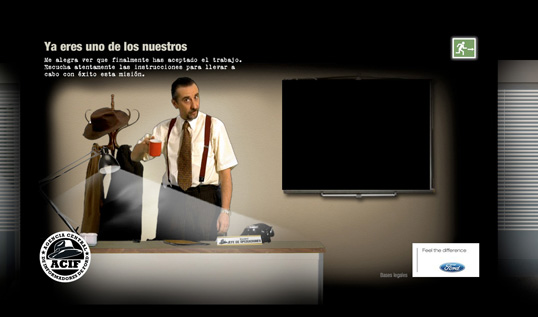 Ya eres uno de los nuestros
Me alegra ver que finalmente has aceptado el trabajo.
Escucha atentamente las instrucciones para llevar a
cabo con éxito esta misión.
AGENCIA CENTRAL
ACIF
Feel the difference
Ford
Bases legales